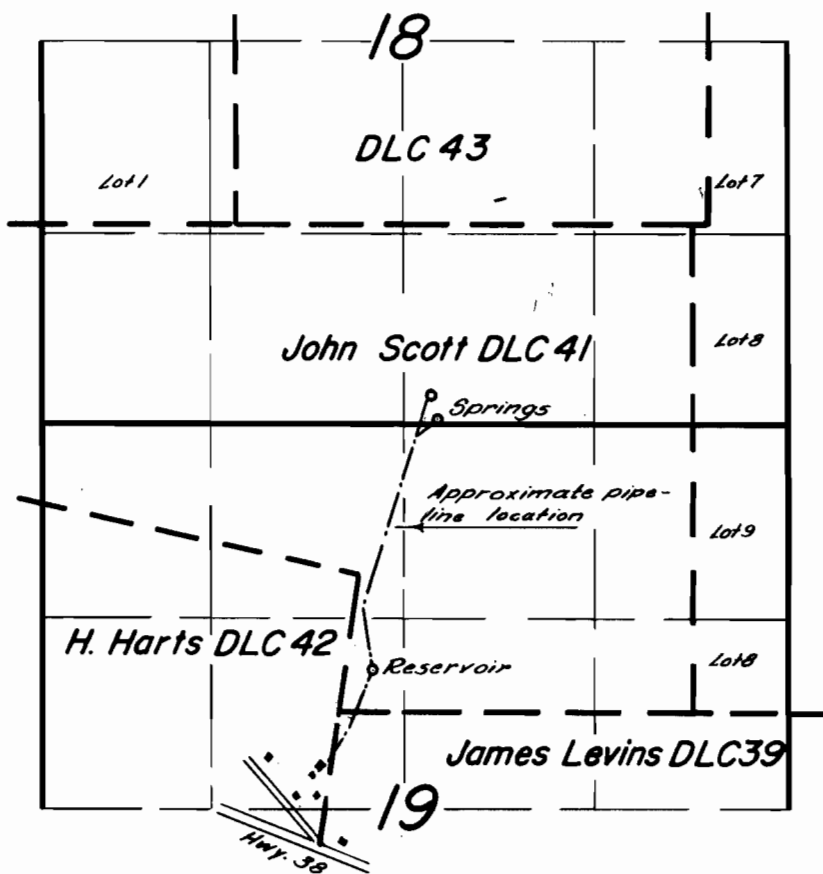 18
DLC 43
Lot 1
Lot 7
John Scott DLC 41
Lot 8
Springs
Approximate pipe-
line location
Lot 9
H. Harts DLC 42
Reservoir
Lot 8
James Levins DLC 39
19
Hwy. 38